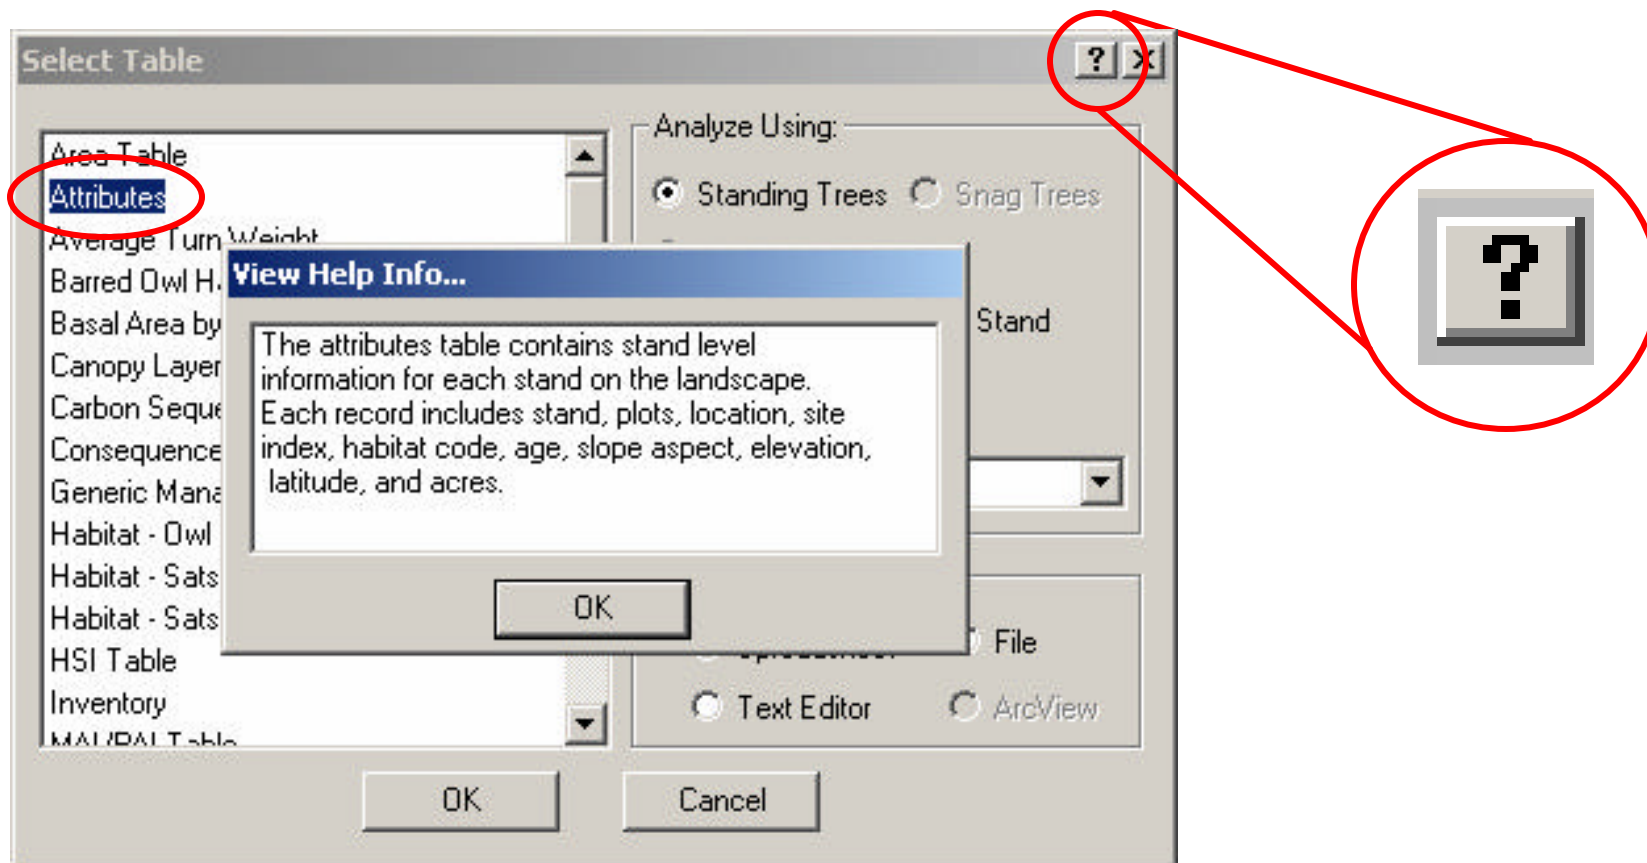 Select Table
?
Area Table
Attributes
Average Turn Weight
Barred Owl H
Basal Area by
Canopy Layer
Carbon Seque
Consequence
Generic Mana
Habitat - Owl
Habitat - Sats
Habitat - Sats
HSI Table
Inventory
MAI/PAI Table
Analyze Using:
Standing Trees
Snag Trees
Stand
View Help Info...
The attributes table contains stand level
information for each stand on the landscape.
Each record includes stand, plots, location, site
index, habitat code, age, slope aspect, elevation,
latitude, and acres.
OK
Spreadsheet
File
Text Editor
ArcView
OK
Cancel
?